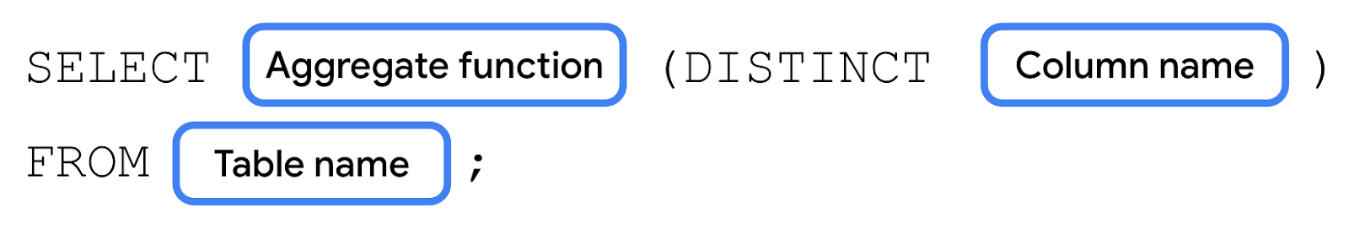 SELECT Aggregate function (DISTINCT Column name )
FROM Table name ;